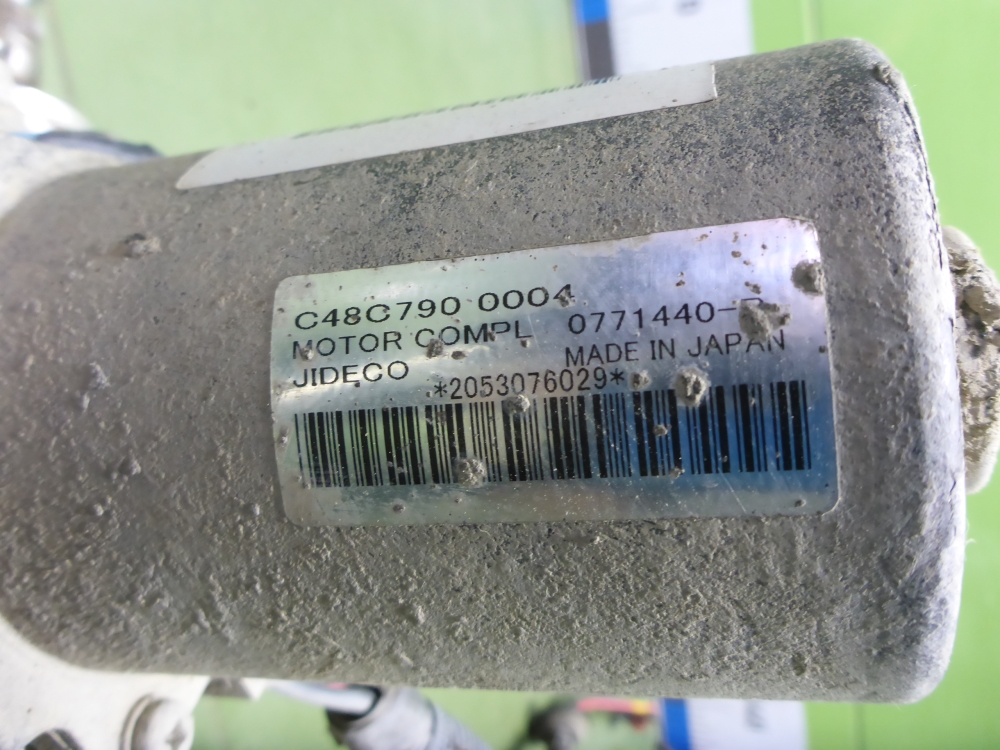 C48C790 0004
MOTOR COMPL 0771440-
JIDECO MADE IN JAPAN
*2053076029*